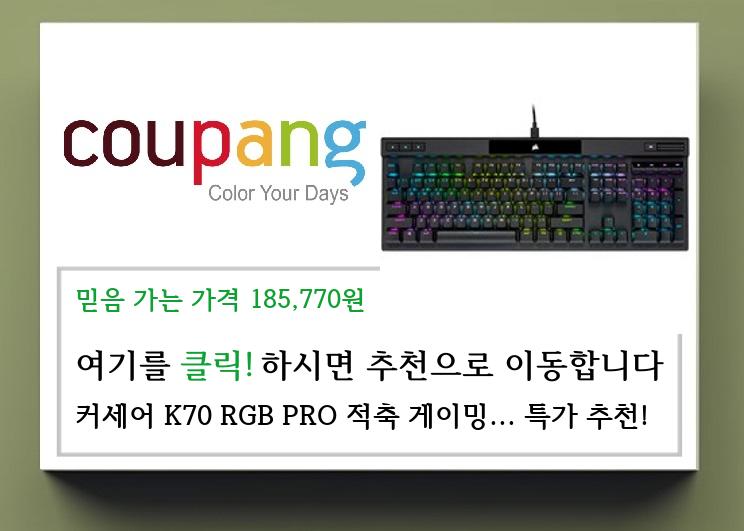 coupang
Color Your Days
믿음 가는 가격 185,770원
여기를 클릭! 하시면 추천으로 이동합니다
커세어 K70 RGB PRO 적축 게이밍... 특가 추천!